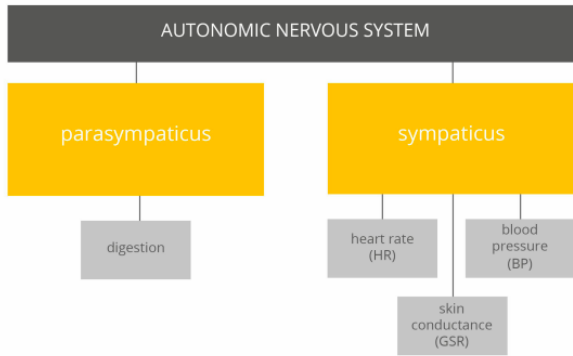 AUTONOMIC NERVOUS SYSTEM
parasympaticus
sympaticus
digestion
heart rate
(HR)
blood
pressure
(BP)
skin
conductance
(GSR)